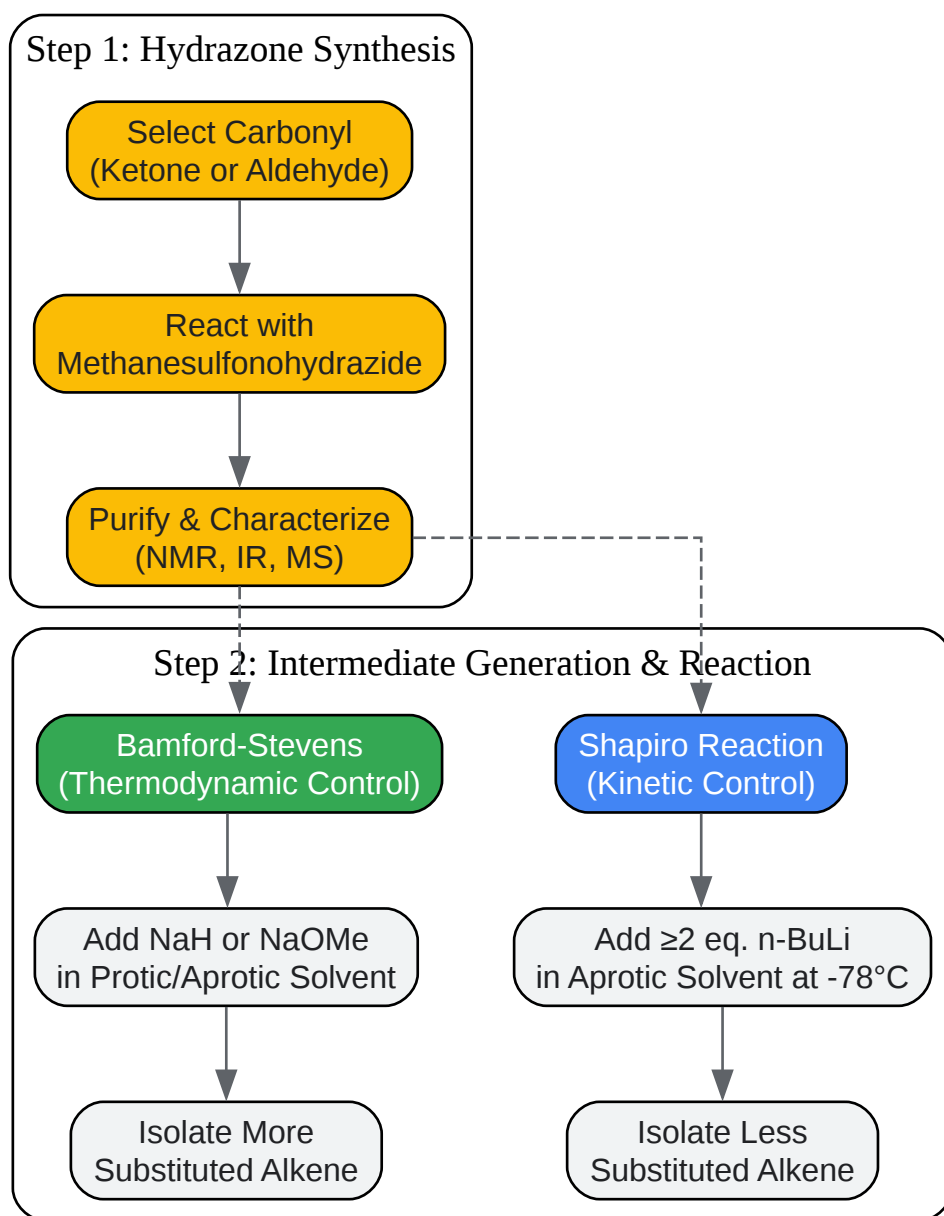 Step 1: Hydrazone Synthesis
Select Carbonyl
(Ketone or Aldehyde)
React with
Methanesulfonohydrazide
Purify & Characterize
(NMR, IR, MS)
Step 2: Intermediate Generation & Reaction
Bamford-Stevens
(Thermodynamic Control)
Shapiro Reaction
(Kinetic Control)
Add NaH or NaOMe
in Protic/Aprotic Solvent
Add ≥2 eq. n-BuLi
in Aprotic Solvent at -78°C
Isolate More
Substituted Alkene
Isolate Less
Substituted Alkene